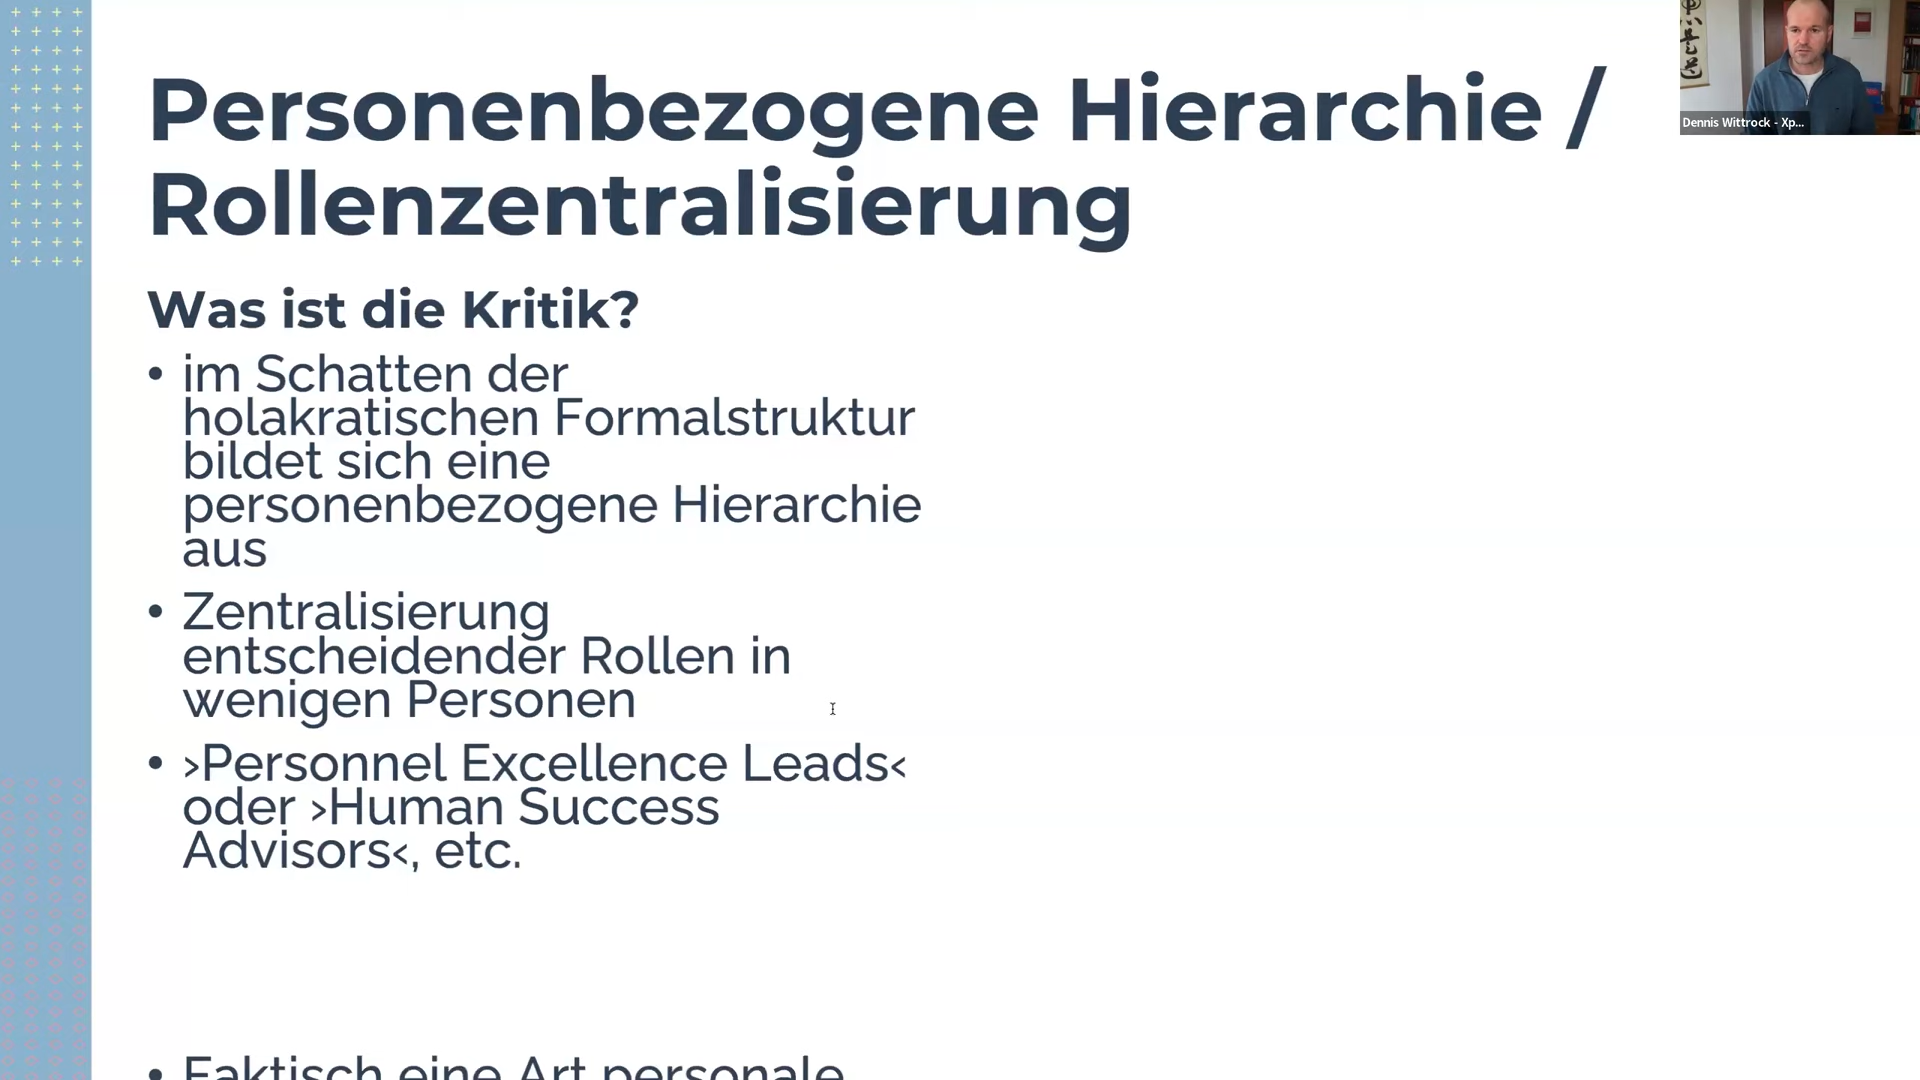 Personenbezogene Hierarchie /
Rollenzentralisierung
Dennis Wittrock - Xp...
Was ist die Kritik?
• im Schatten der
holakratischen Formalstruktur
bildet sich eine
personenbezogene Hierarchie
aus
• Zentralisierung
entscheidender Rollen in
wenigen Personen
• ›Personnel Excellence Leads‹
oder ›Human Success
Advisors‹, etc.
• Faktisch eine Art personale